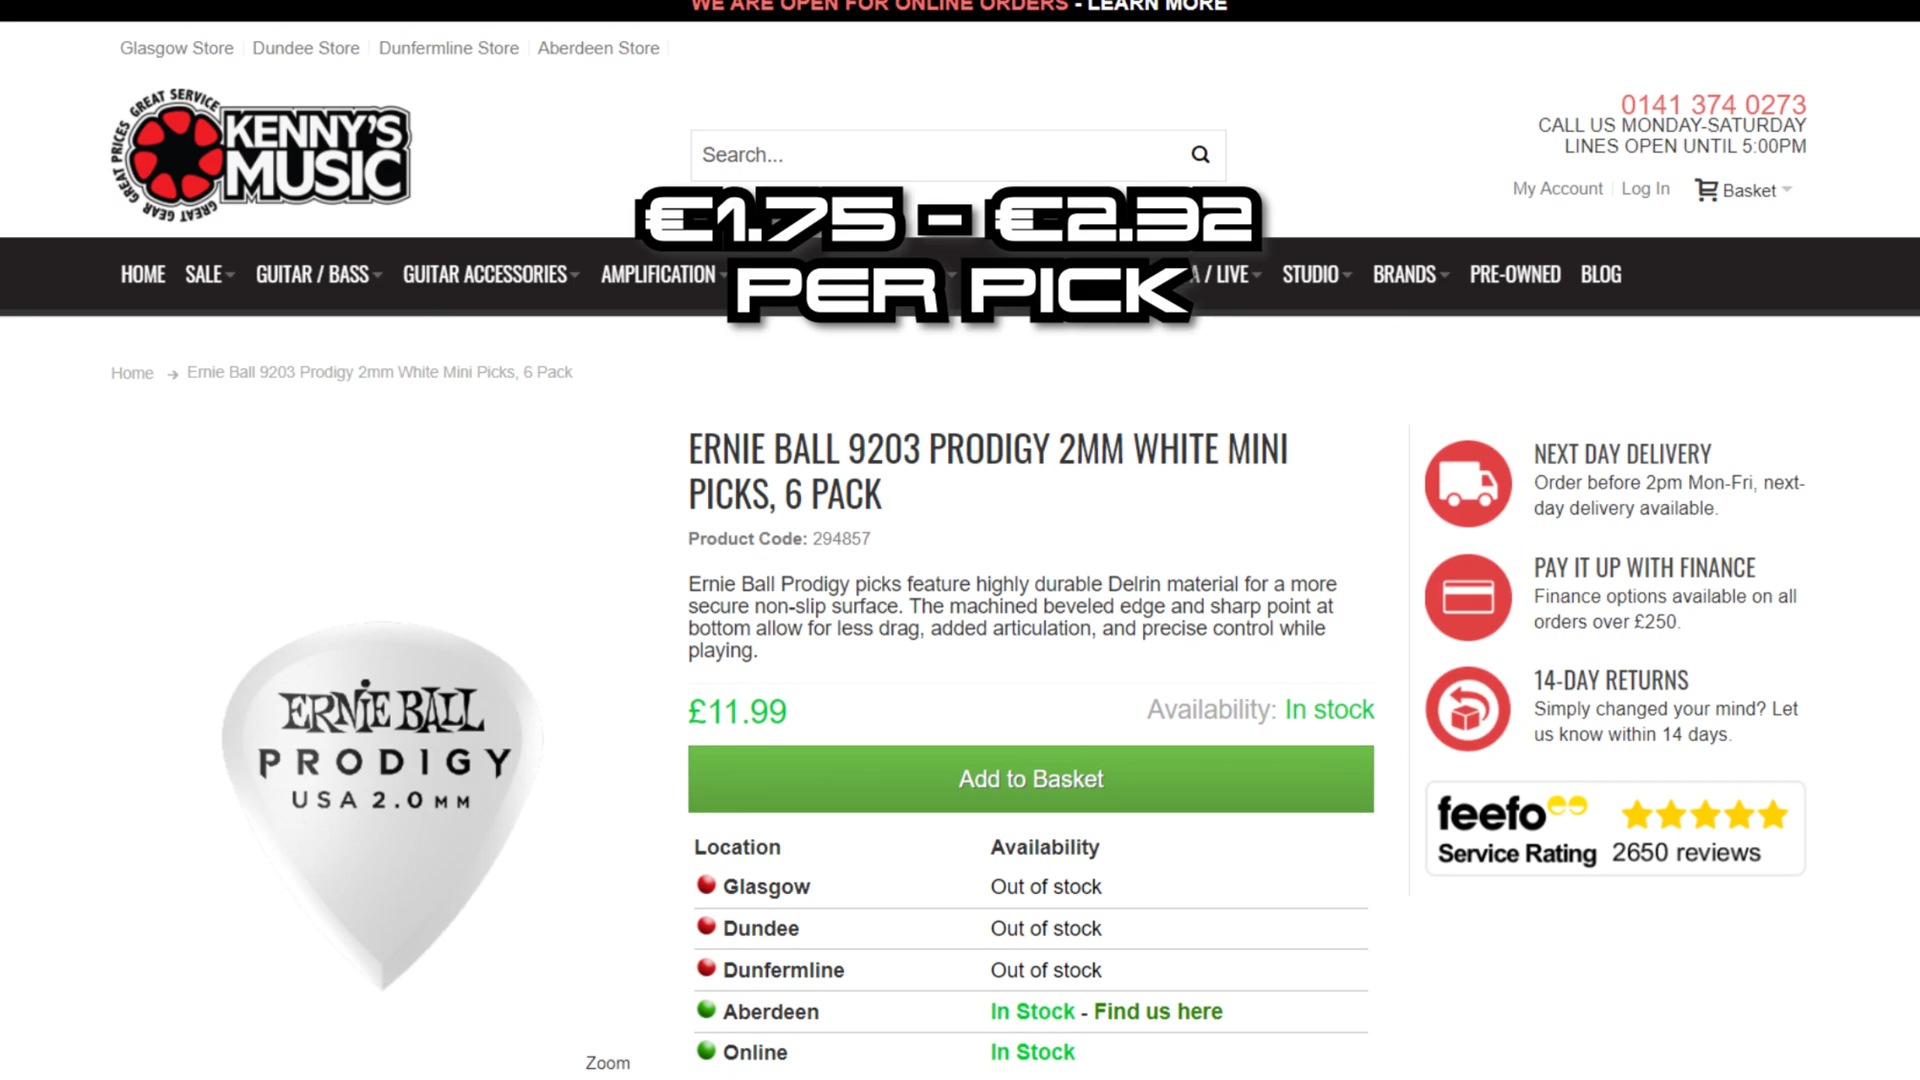 WE ARE OPEN FOR ONLINE ORDERS - LEARN MORE
Glasgow Store
Dundee Store
Dunfermline Store
Aberdeen Store
GREAT PRICES GREAT SERVICE GREAT GEAR
KENNY'S
MUSIC
Search...
0141 374 0273
CALL US MONDAY-SATURDAY
LINES OPEN UNTIL 5:00PM
My Account
Log In
Basket
€1.75 - €2.32
PER PICK
HOME
SALE
GUITAR / BASS
GUITAR ACCESSORIES
AMPLIFICATION
/ LIVE
STUDIO
BRANDS
PRE-OWNED
BLOG
Home → Ernie Ball 9203 Prodigy 2mm White Mini Picks, 6 Pack
ERNIE BALL 9203 PRODIGY 2MM WHITE MINI
PICKS, 6 PACK
Product Code: 294857
Ernie Ball Prodigy picks feature highly durable Delrin material for a more
secure non-slip surface. The machined beveled edge and sharp point at
bottom allow for less drag, added articulation, and precise control while
playing.
£11.99
Availability: In stock
Add to Basket
Location Availability
Glasgow Out of stock
Dundee Out of stock
Dunfermline Out of stock
Aberdeen In Stock - Find us here
Online In Stock
ERNIE BALL
PRODIGY
USA 2.0MM
Zoom
NEXT DAY DELIVERY
Order before 2pm Mon-Fri, next-
day delivery available.
PAY IT UP WITH FINANCE
Finance options available on all
orders over £250.
14-DAY RETURNS
Simply changed your mind? Let
us know within 14 days.
feefo
Service Rating 2650 reviews